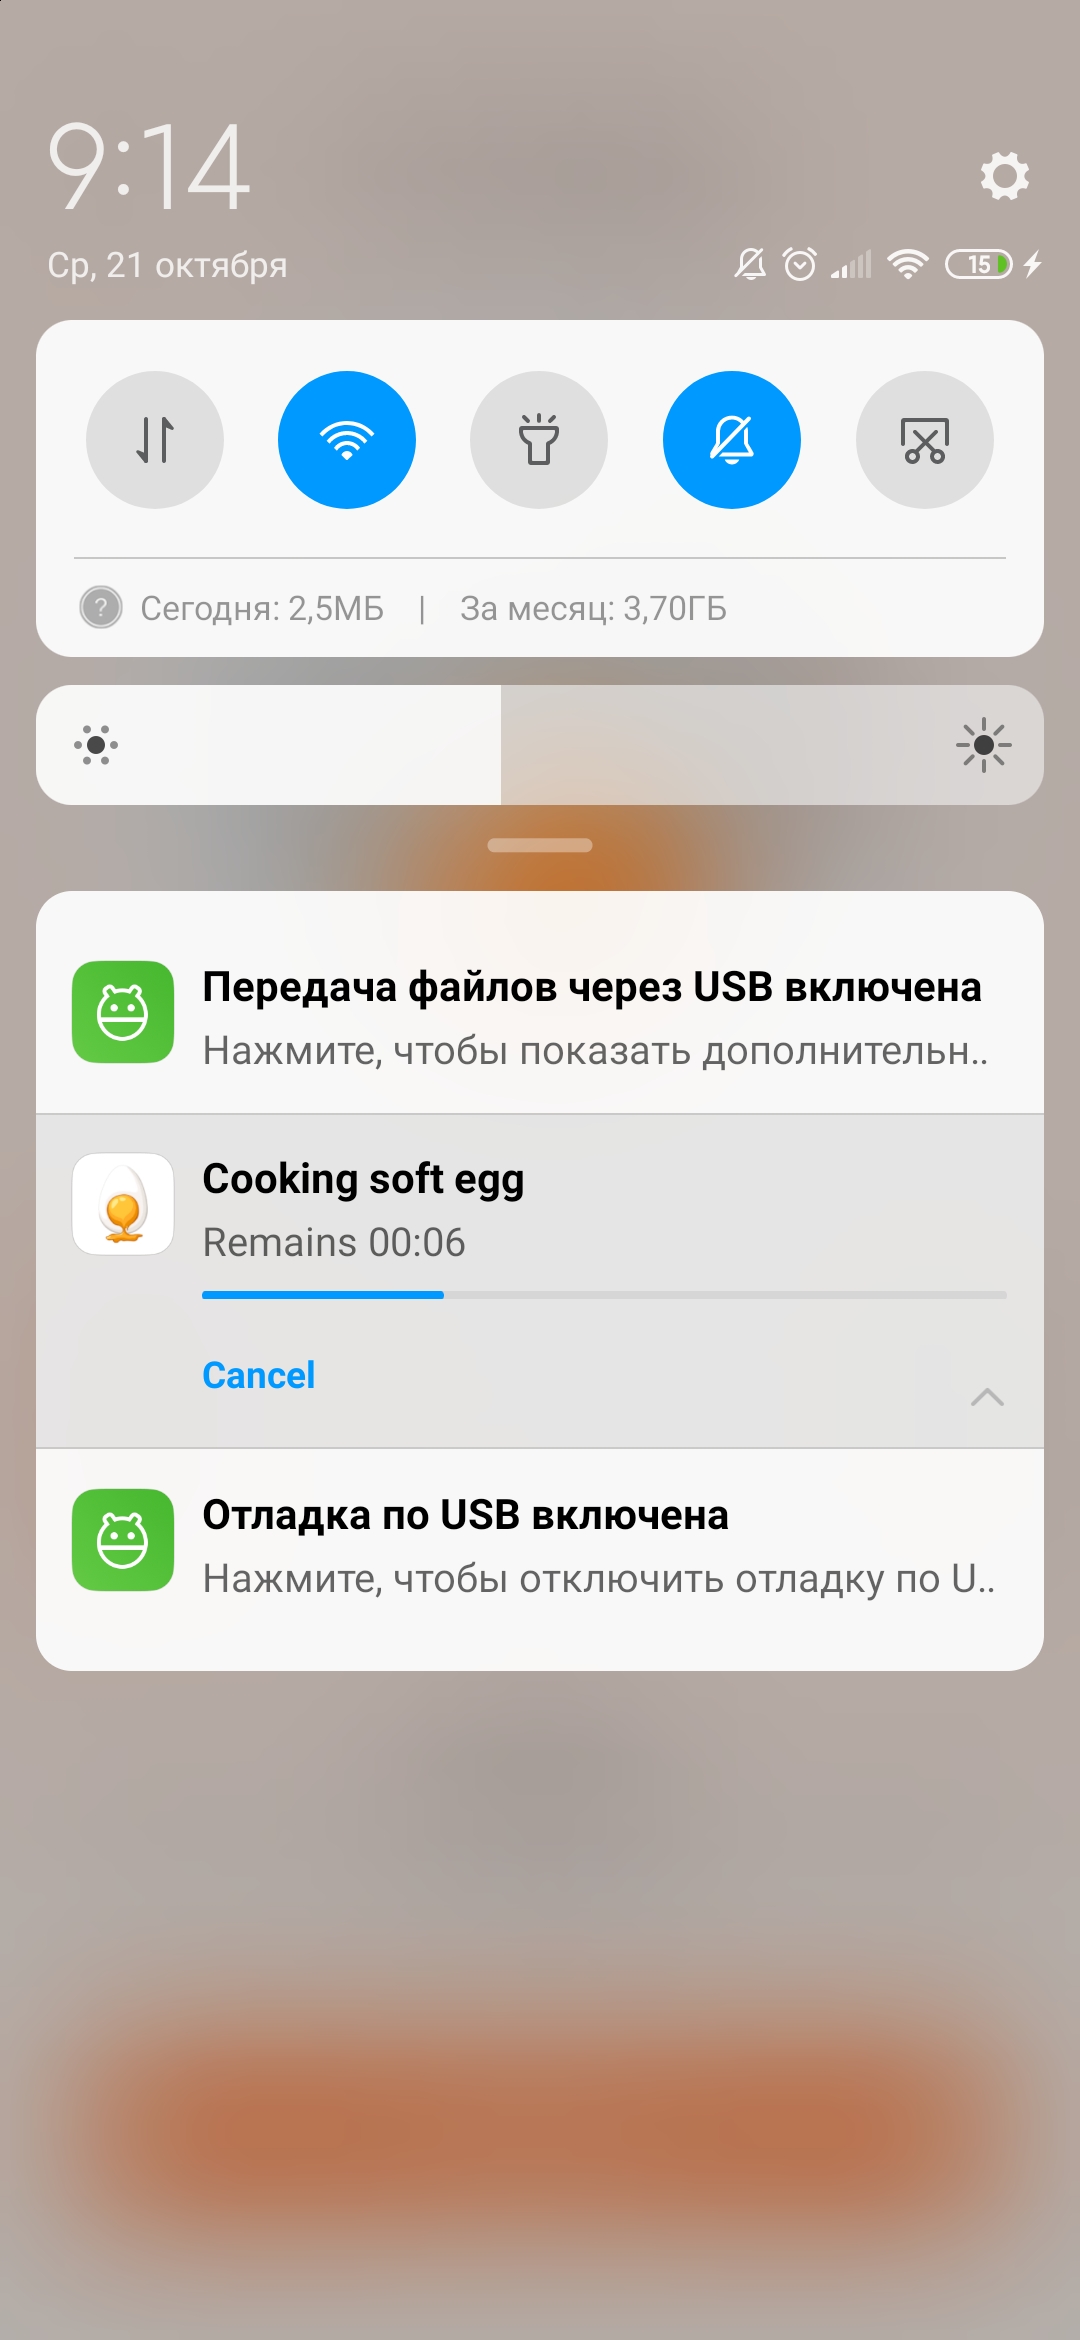 9:14
Ср, 21 октября
15
? Сегодня: 2,5МБ | За месяц: 3,70ГБ
Передача файлов через USB включена
Нажмите, чтобы показать дополнительн..
Cooking soft egg
Remains 00:06
Cancel
Отладка по USB включена
Нажмите, чтобы отключить отладку по U..